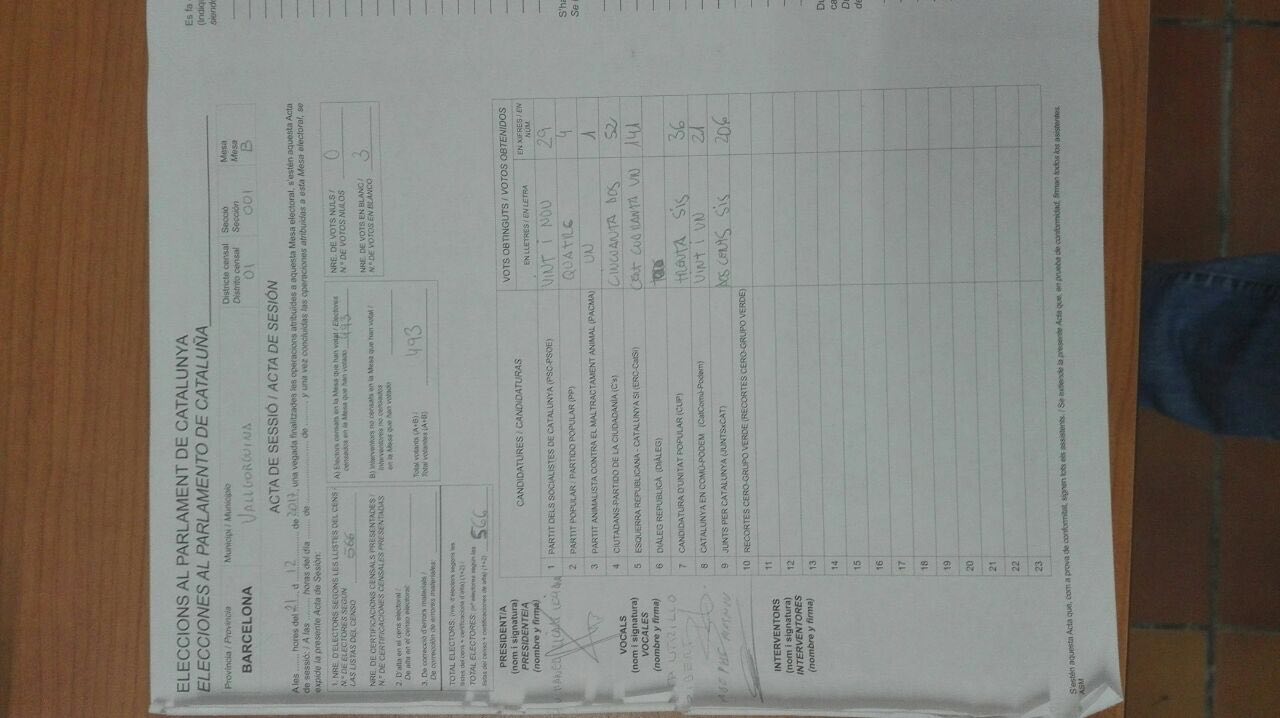 ELECCIONS AL PARLAMENT DE CATALUNYA
ELECCIONES AL PARLAMENTO DE CATALUÑA
Província / Provincia
BARCELONA
Municipi / Municipio
VALLGORGUINA
Districte censal
Distrito censal
01
Secció
Sección
001
Mesa
Mesa
B
ACTA DE SESSIÓ / ACTA DE SESIÓN
A les ........ hores del 21 d 12 de 2017, una vegada finalitzades les operacions atribuïdes a aquesta Mesa electoral, s'estén aquesta Acta
de sessió: / A las ........ horas del día ........ de ........ de ........ y una vez concluidas las operaciones atribuidas a esta Mesa electoral, se
expide la presente Acta de Sesión:
1. NRE. D'ELECTORS SEGONS LES LLISTES DEL CENS /
N.º DE ELECTORES SEGÚN
LAS LISTAS DEL CENSO 566
NRE. DE CERTIFICACIONS CENSALS PRESENTADES:
N.º DE CERTIFICACIONES CENSALES PRESENTADAS
2. D'alta en el cens electoral /
De alta en el censo electoral:
3. De correcció d'errors materials /
De corrección de errores materiales:
TOTAL ELECTORS: (nre. d'electors segons les
llistes del cens + certificacions d'alta) (1+2) /
TOTAL ELECTORES: (nº electores según las
listas del censo + certificaciones de alta) (1+2) 566
A) Electors censats en la Mesa que han votat / Electores
censados en la Mesa que han votado 493
B) Interventors no censats en la Mesa que han votat /
Interventores no censados
en la Mesa que han votado
Total votants (A+B) /
Total votantes (A+B) 493
NRE. DE VOTS NULS /
N.º DE VOTOS NULOS 0
NRE. DE VOTS EN BLANC /
N.º DE VOTOS EN BLANCO 3
PRESIDÈNCIA
(nom i signatura)
PRESIDENTE/A
(nombre y firma)
VOCALS
(nom i signatura)
VOCALES
(nombre y firma)
INTERVENTORS
(nom i signatura)
INTERVENTORES
(nombre y firma)
CANDIDATURES / CANDIDATURAS
VOTS OBTINGUTS / VOTOS OBTENIDOS
EN LLETRES / EN LETRA
EN XIFRES / EN NÚM.
1 PARTIT DELS SOCIALISTES DE CATALUNYA (PSC-PSOE) VINT I NOU 29
2 PARTIT POPULAR / PARTIDO POPULAR (PP) QUATRE 4
3 PARTIT ANIMALISTA CONTRA EL MALTRACTAMENT ANIMAL (PACMA) UN 1
4 CIUTADANS-PARTIDO DE LA CIUDADANÍA (C's) CINCUANTA DOS 52
5 ESQUERRA REPUBLICANA - CATALUNYA SÍ (ERC-CatSí) CENT CUARANTA UN 141
6 DIÀLEG REPUBLICÀ (DIÀLEG)
7 CANDIDATURA D'UNITAT POPULAR (CUP) TRENTA SIS 36
8 CATALUNYA EN COMÚ-PODEM (CatComú-Podem) VINT I UN 21
9 JUNTS PER CATALUNYA (JUNTSxCAT) DOS CENTS SIS 206
10 RECORTES CERO-GRUPO VERDE (RECORTES CERO-GRUPO VERDE)
11
12
13
14
15
16
17
18
19
20
21
22
23
S'estén aquesta Acta que, com a prova de conformitat, signen tots els assistents. / Se extiende la presente Acta que, en prueba de conformidad, firman todos los asistentes.
ASM